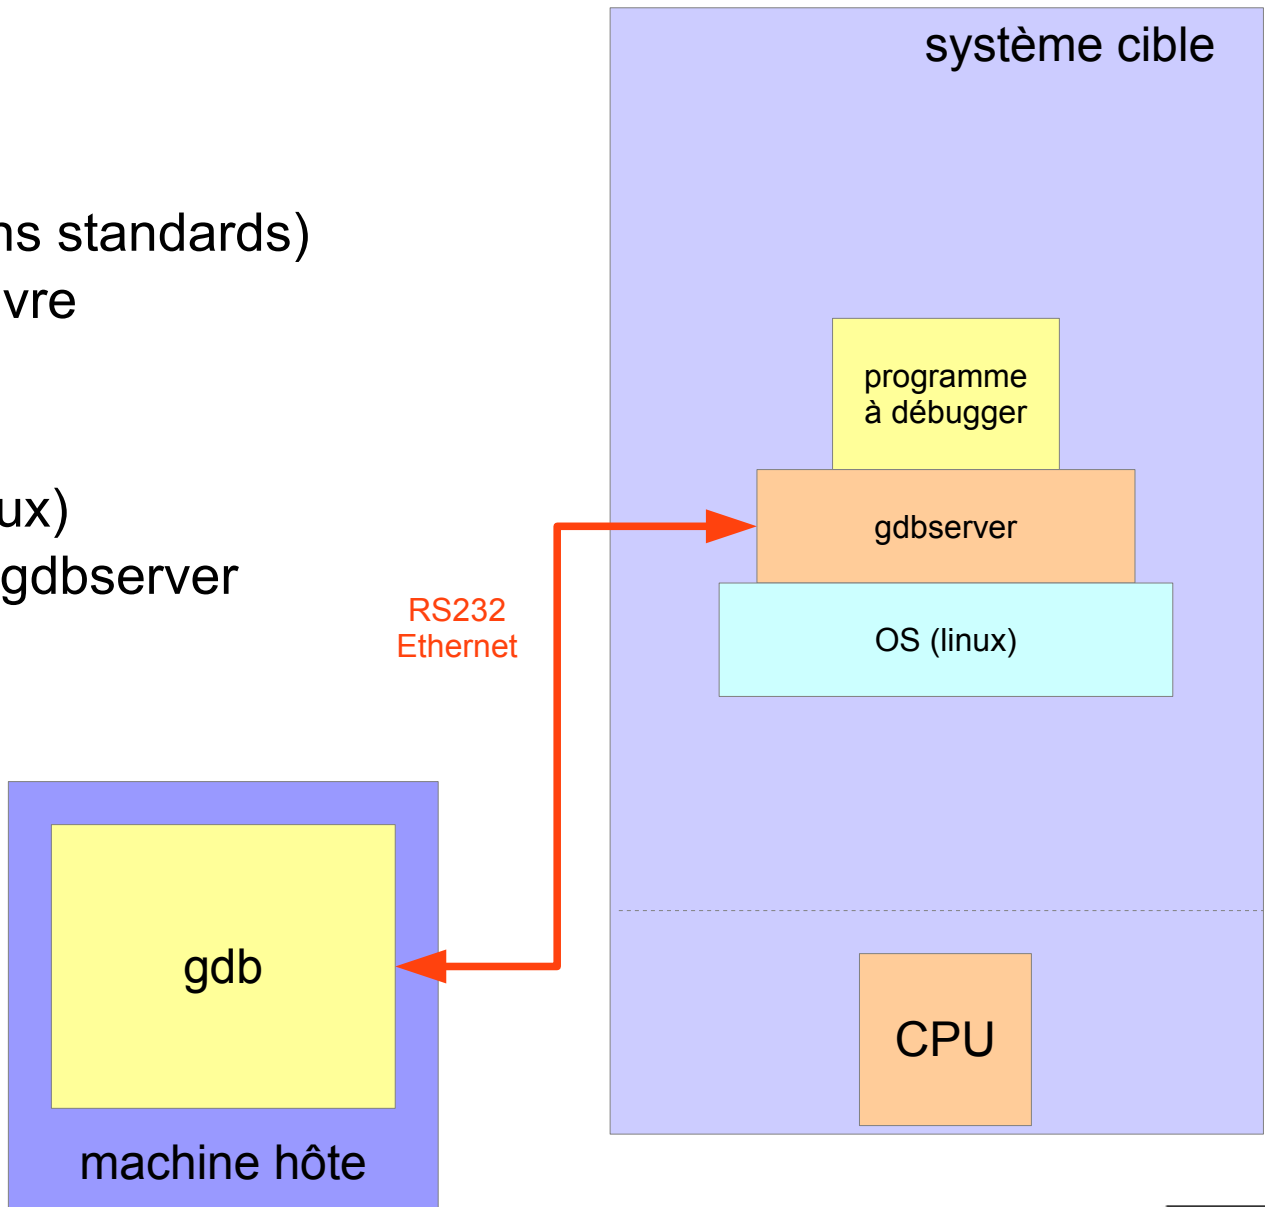 système cible
ns standards)
vre
programme
à débugger
ux)
gdbserver
gdbserver
RS232
Ethernet
OS (linux)
gdb
CPU
machine hôte